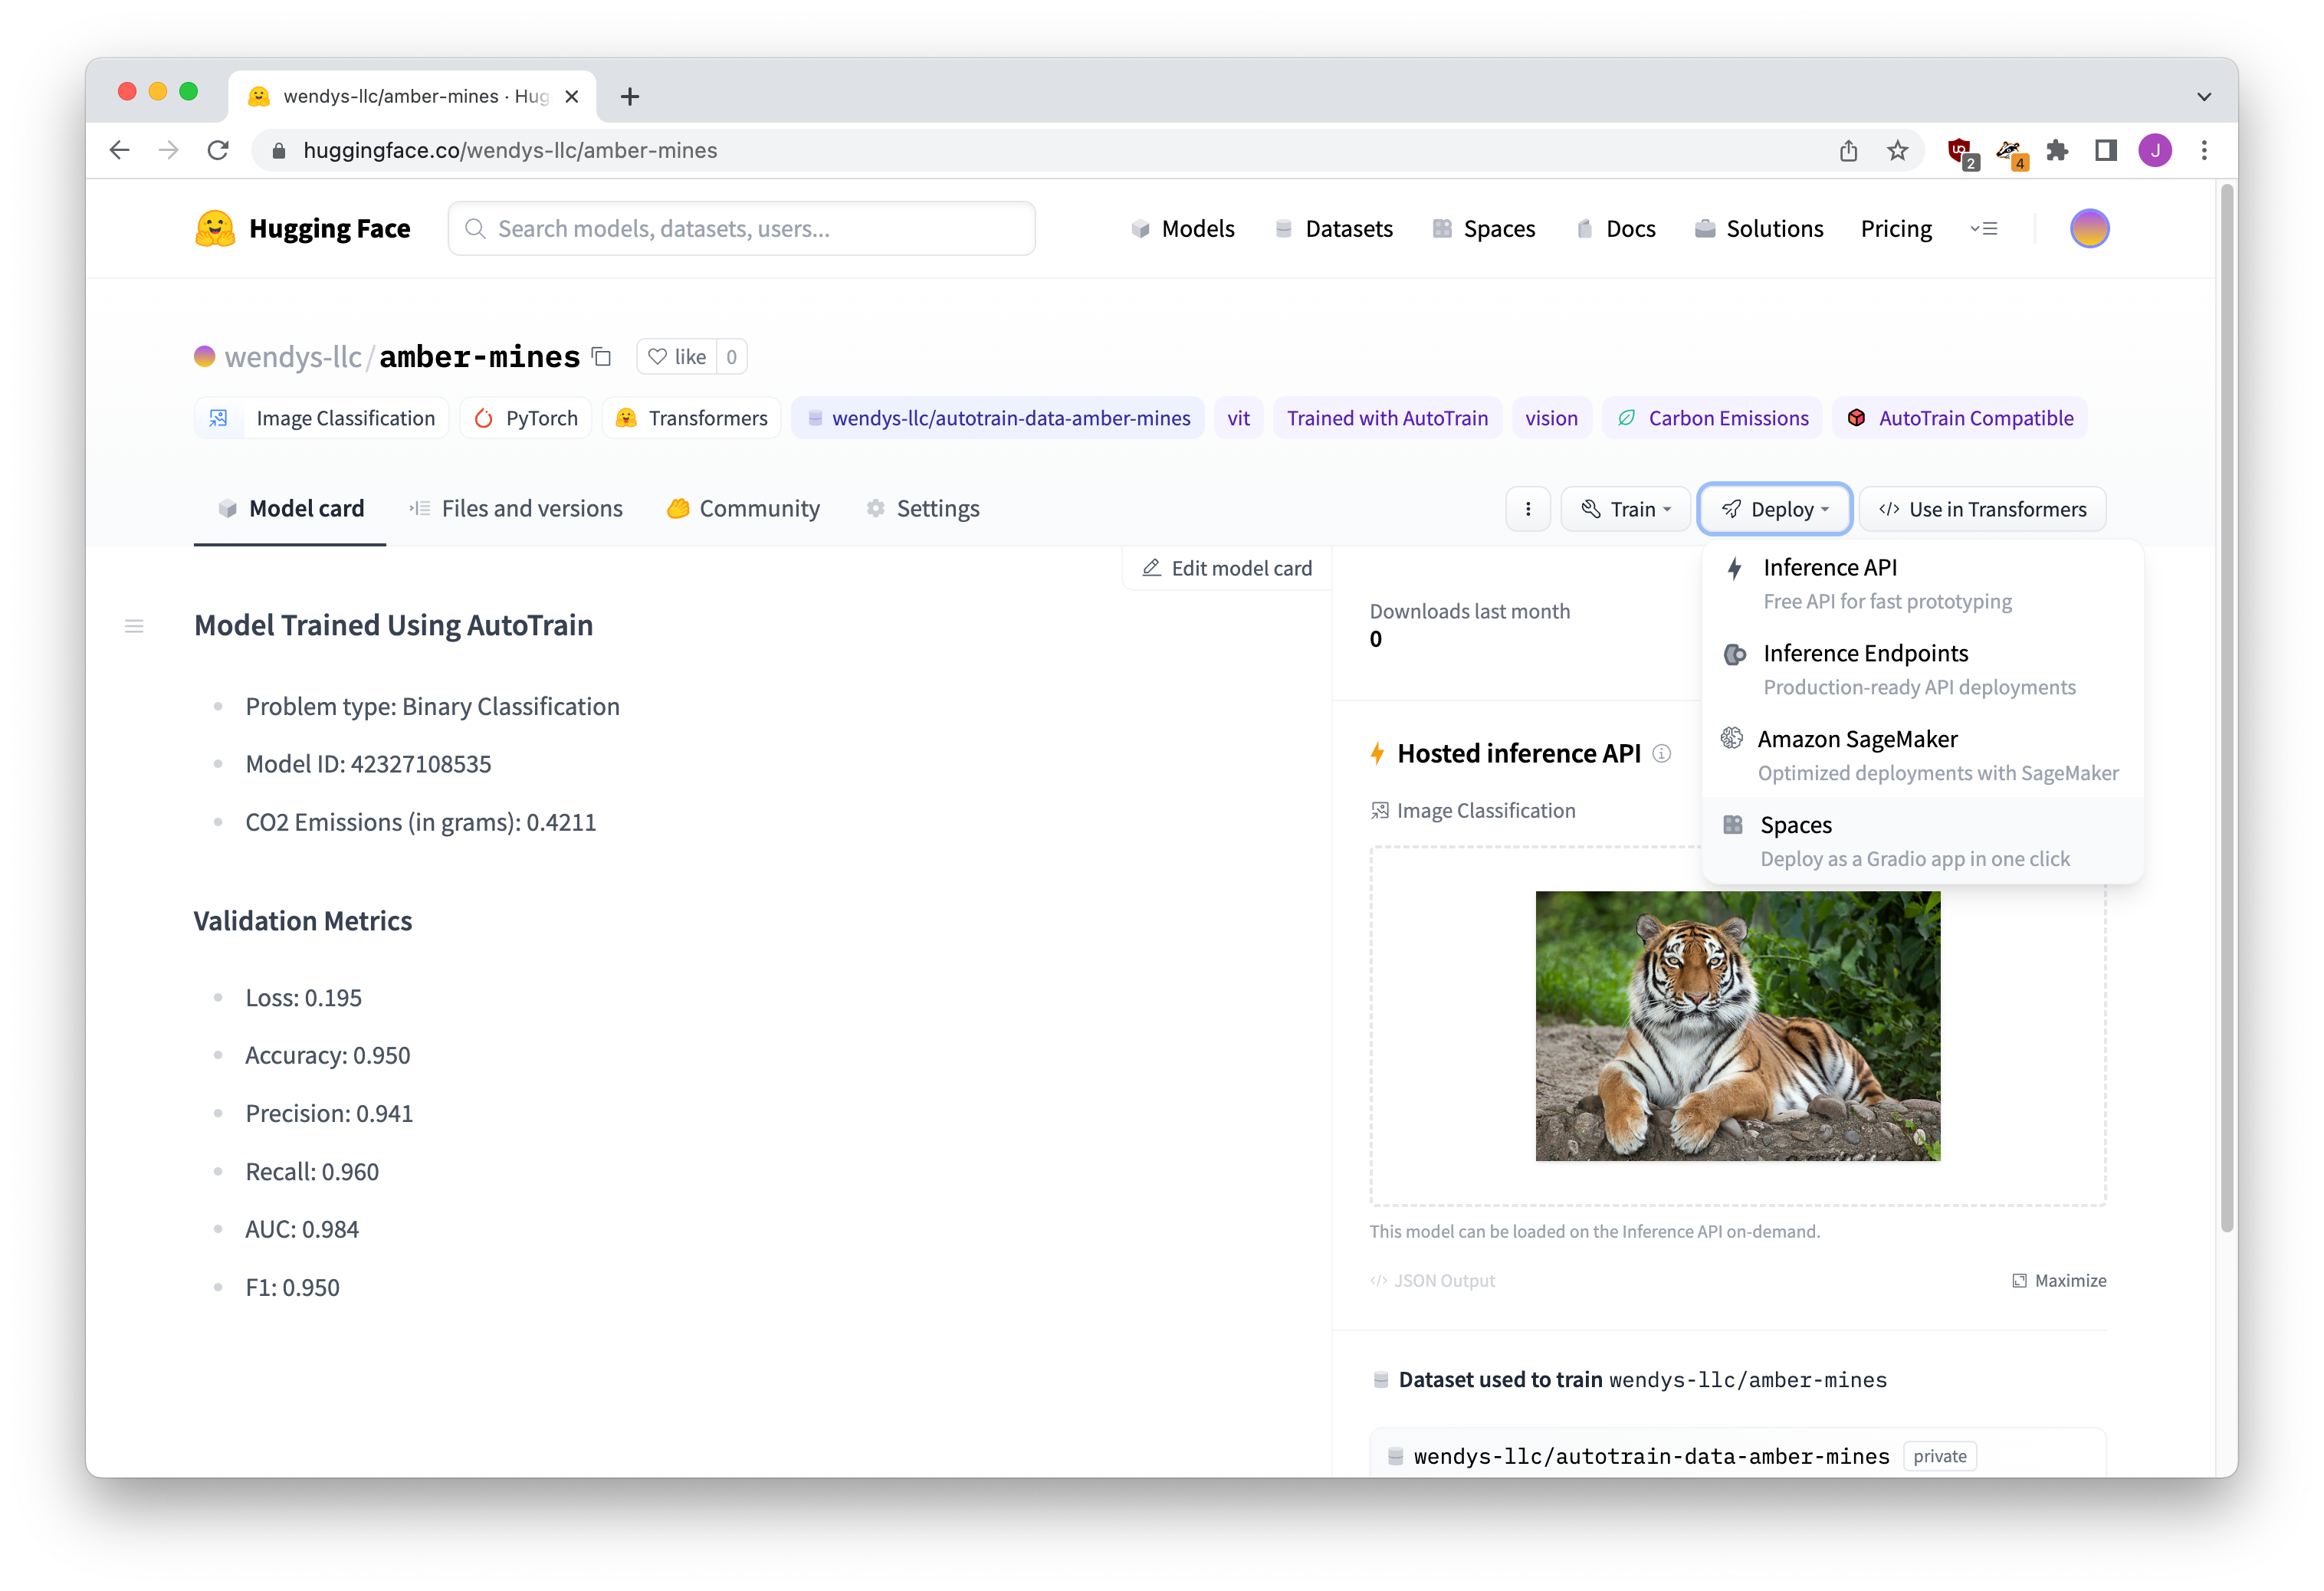 wendys-llc/amber-mines · Hug
huggingface.co/wendys-llc/amber-mines
2
4
J
Hugging Face
Search models, datasets, users...
Models
Datasets
Spaces
Docs
Solutions
Pricing
wendys-llc/amber-mines
like
0
Image Classification
PyTorch
Transformers
wendys-llc/autotrain-data-amber-mines
vit
Trained with AutoTrain
vision
Carbon Emissions
AutoTrain Compatible
Model card
Files and versions
Community
Settings
Train
Deploy
</> Use in Transformers
Edit model card
Model Trained Using AutoTrain
Problem type: Binary Classification
Model ID: 42327108535
CO2 Emissions (in grams): 0.4211
Validation Metrics
Loss: 0.195
Accuracy: 0.950
Precision: 0.941
Recall: 0.960
AUC: 0.984
F1: 0.950
Downloads last month
0
Inference API
Free API for fast prototyping
Inference Endpoints
Production-ready API deployments
Amazon SageMaker
Optimized deployments with SageMaker
Spaces
Deploy as a Gradio app in one click
Hosted inference API
Image Classification
This model can be loaded on the Inference API on-demand.
</> JSON Output
Maximize
Dataset used to train wendys-llc/amber-mines
wendys-llc/autotrain-data-amber-mines
private